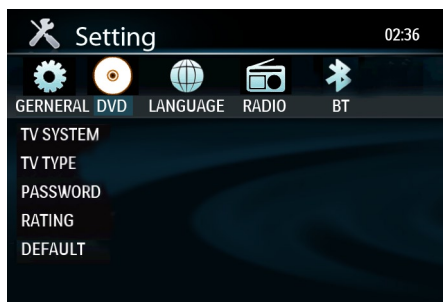 Setting 02:36
GERNERAL DVD LANGUAGE RADIO BT
TV SYSTEM
TV TYPE
PASSWORD
RATING
DEFAULT